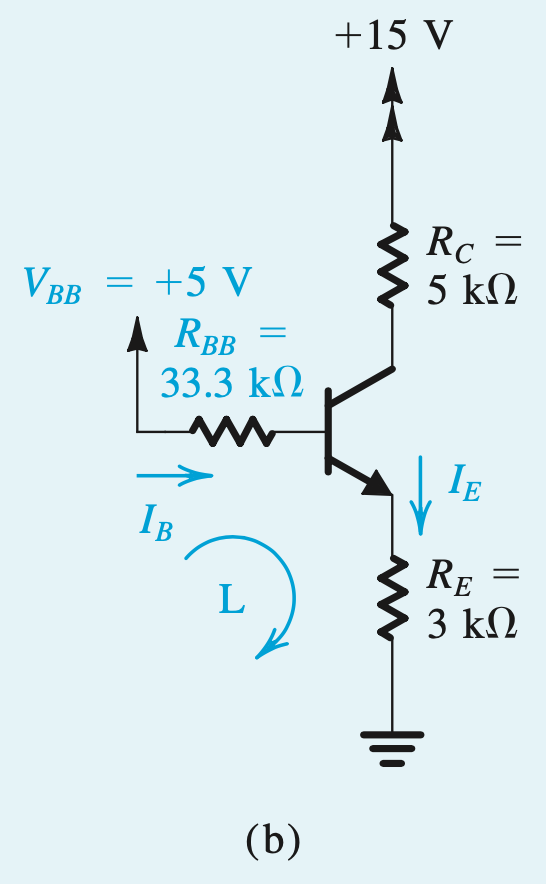 +15 V
R_C =
5 kΩ
V_BB = +5 V
R_BB =
33.3 kΩ
I_B
I_E
L
R_E =
3 kΩ
(b)